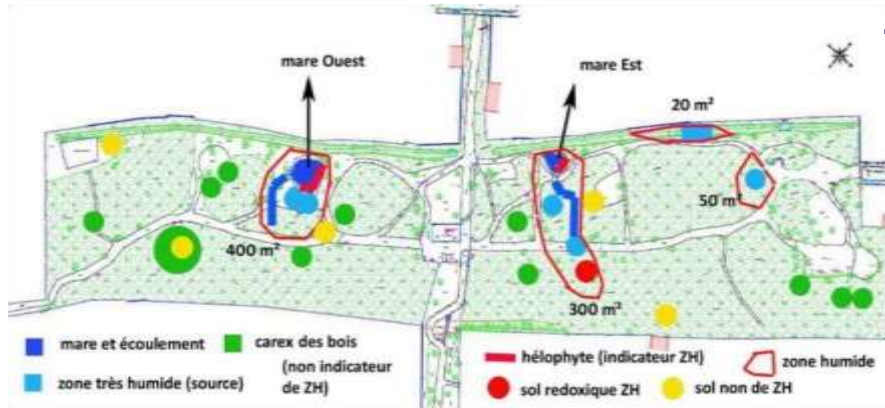 mare Ouest
mare Est
20 m²
50 m²
400 m²
300 m²
mare et écoulement
carex des bois
(non indicateur
de ZH)
zone très humide (source)
hélophyte (indicateur ZH)
zone humide
sol redoxique ZH
sol non de ZH